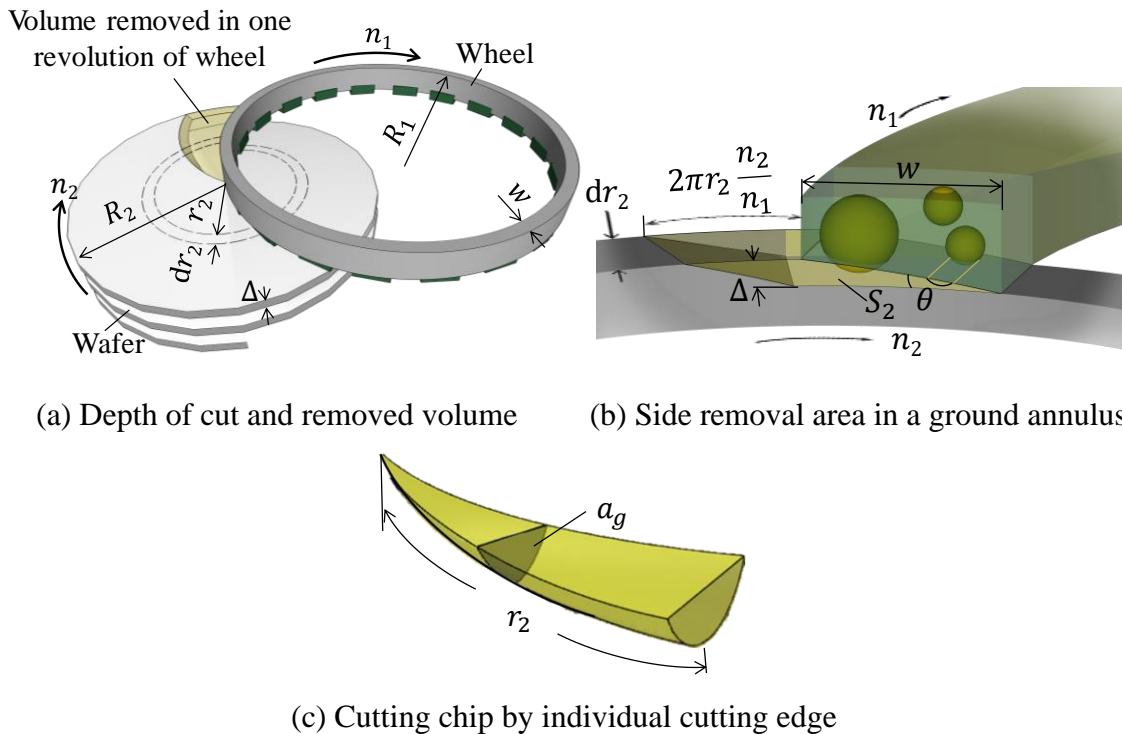 Volume removed in one
revolution of wheel
n₁
Wheel
R₁
n₂
R₂
r₂
dr₂
w
Δ
Wafer
n₁
2πr₂ n₂/n₁
w
dr₂
Δ
S₂
θ
n₂
(a) Depth of cut and removed volume
(b) Side removal area in a ground annulus
a_g
r₂
(c) Cutting chip by individual cutting edge